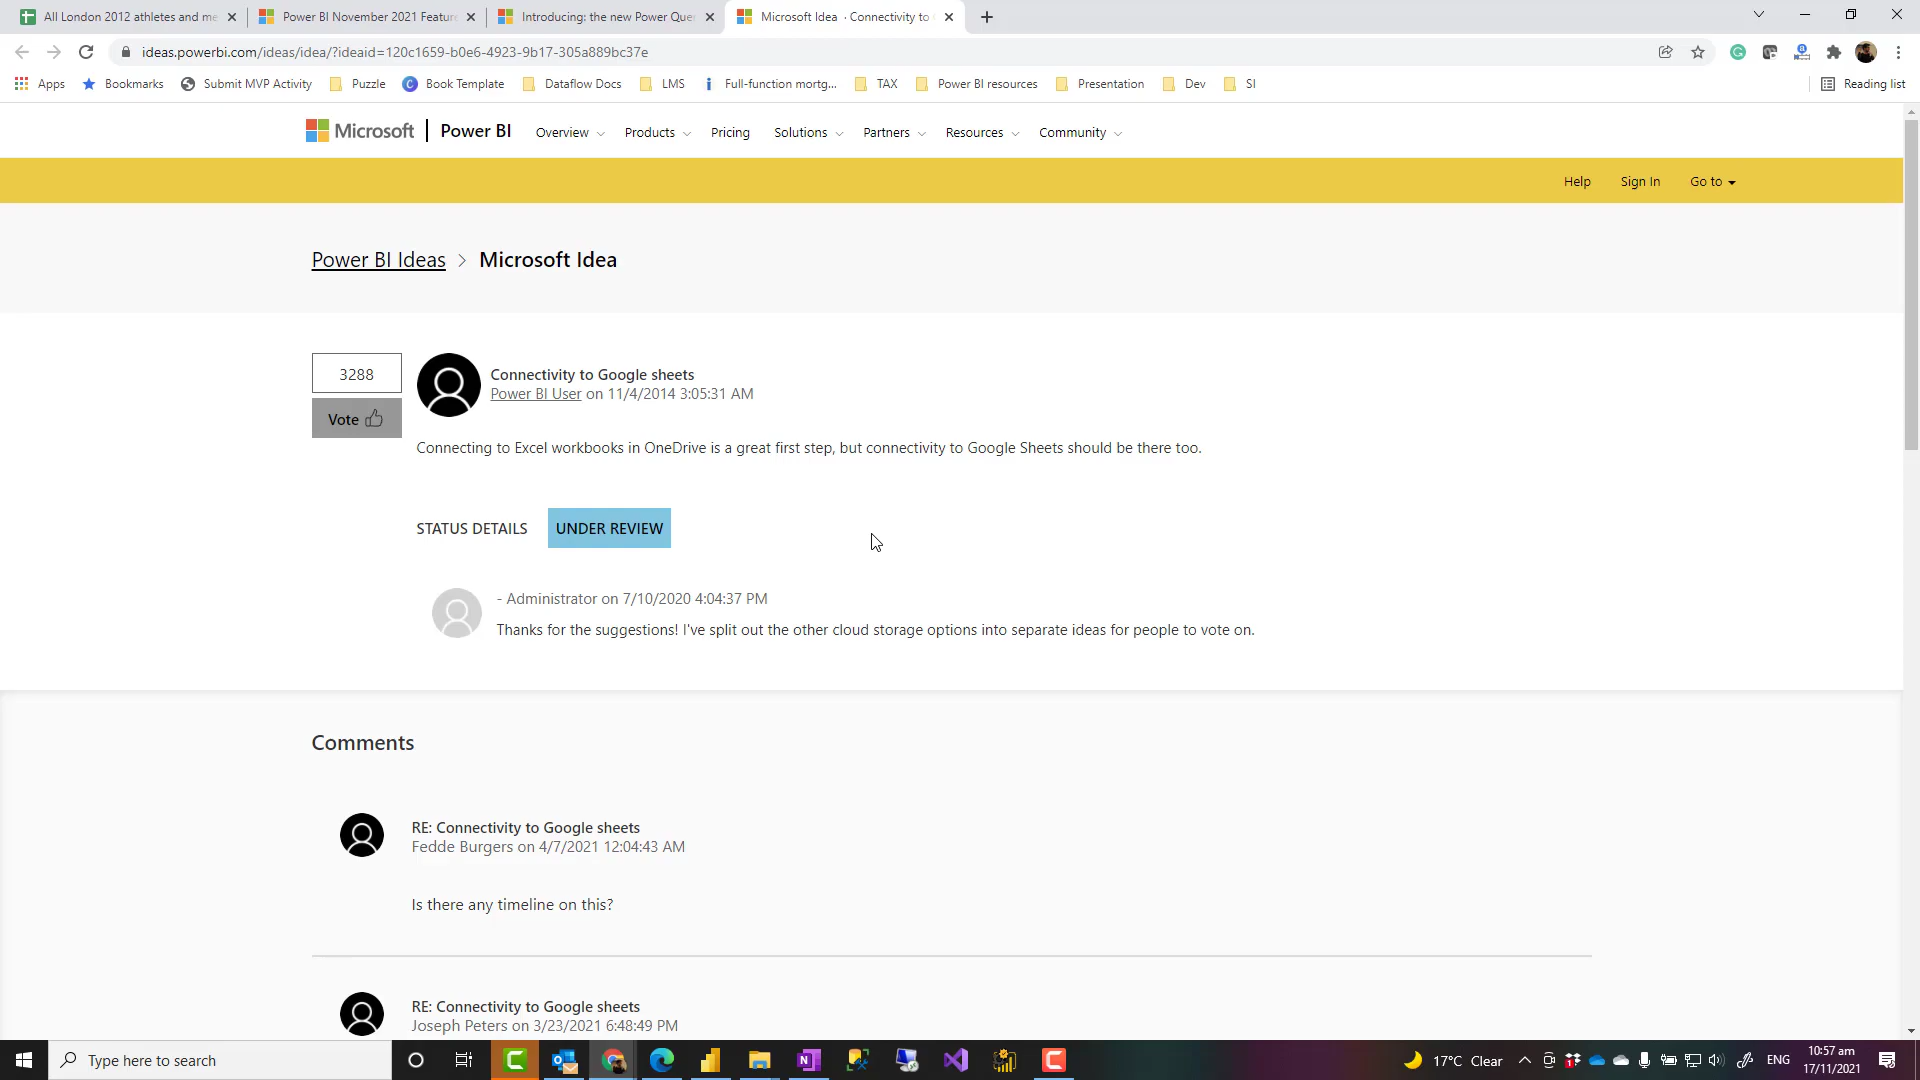 All London 2012 athletes and me
Power BI November 2021 Featur
Introducing: the new Power Que
Microsoft Idea · Connectivity to
ideas.powerbi.com/ideas/idea/?ideaid=120c1659-b0e6-4923-9b17-305a889bc37e
Apps Bookmarks Submit MVP Activity Puzzle Book Template Dataflow Docs LMS Full-function mortg... TAX Power BI resources Presentation Dev SI Reading list
Microsoft Power BI Overview Products Pricing Solutions Partners Resources Community
Help Sign In Go to
Power BI Ideas > Microsoft Idea
3288
Vote
Connectivity to Google sheets
Power BI User on 11/4/2014 3:05:31 AM
Connecting to Excel workbooks in OneDrive is a great first step, but connectivity to Google Sheets should be there too.
STATUS DETAILS UNDER REVIEW
- Administrator on 7/10/2020 4:04:37 PM
Thanks for the suggestions! I've split out the other cloud storage options into separate ideas for people to vote on.
Comments
RE: Connectivity to Google sheets
Fedde Burgers on 4/7/2021 12:04:43 AM
Is there any timeline on this?
RE: Connectivity to Google sheets
Joseph Peters on 3/23/2021 6:48:49 PM
Type here to search
17°C Clear
ENG
10:57 am
17/11/2021